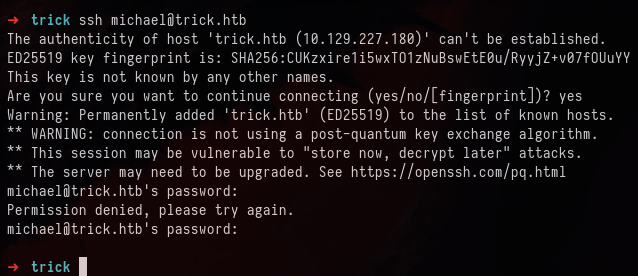 → trick ssh michael@trick.htb
The authenticity of host 'trick.htb (10.129.227.180)' can't be established.
ED25519 key fingerprint is: SHA256:CUKzxire1i5wxTO1zNuBswEtE0u/RyyjZ+v07fOUuYY
This key is not known by any other names.
Are you sure you want to continue connecting (yes/no/[fingerprint])? yes
Warning: Permanently added 'trick.htb' (ED25519) to the list of known hosts.
** WARNING: connection is not using a post-quantum key exchange algorithm.
** This session may be vulnerable to "store now, decrypt later" attacks.
** The server may need to be upgraded. See https://openssh.com/pq.html
michael@trick.htb's password:
Permission denied, please try again.
michael@trick.htb's password:
→ trick